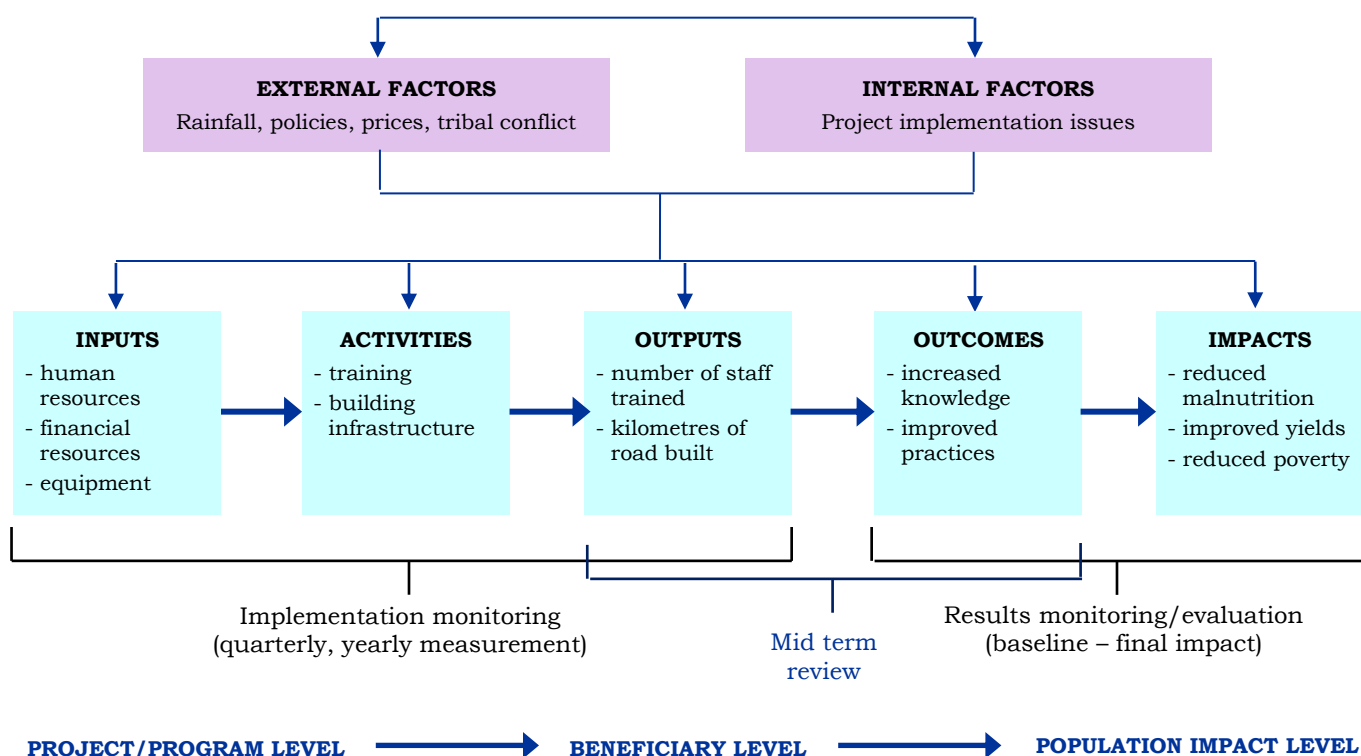 EXTERNAL FACTORS
Rainfall, policies, prices, tribal conflict
INTERNAL FACTORS
Project implementation issues
INPUTS
- human
resources
- financial
resources
- equipment
ACTIVITIES
- training
- building
infrastructure
OUTPUTS
- number of staff
trained
- kilometres of
road built
OUTCOMES
- increased
knowledge
- improved
practices
IMPACTS
- reduced
malnutrition
- improved yields
- reduced poverty
Implementation monitoring
(quarterly, yearly measurement)
Mid term
review
Results monitoring/evaluation
(baseline – final impact)
PROJECT/PROGRAM LEVEL
BENEFICIARY LEVEL
POPULATION IMPACT LEVEL